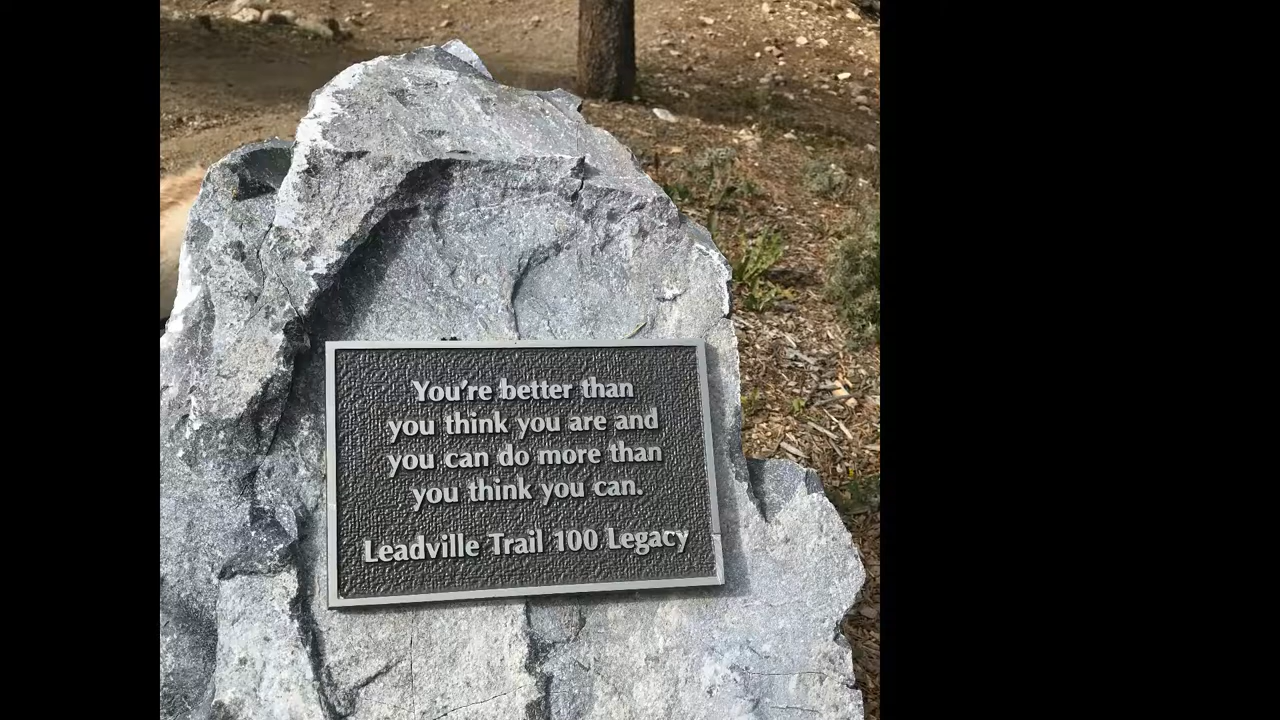 You're better than
you think you are and
you can do more than
you think you can.
Leadville Trail 100 Legacy